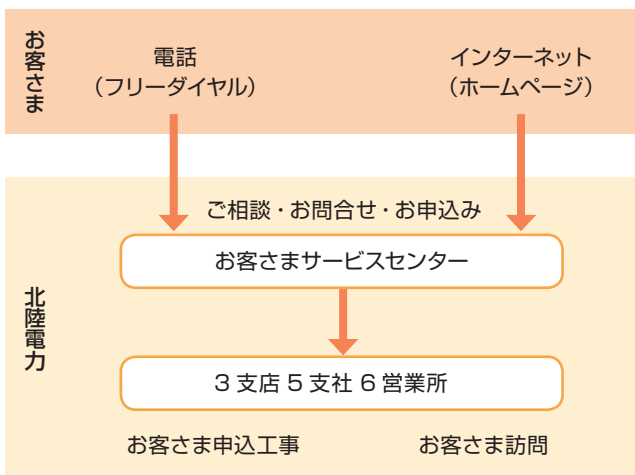 お客さま
電話
（フリーダイヤル）
インターネット
（ホームページ）
北陸電力
ご相談・お問合せ・お申込み
お客さまサービスセンター
3 支店 5 支社 6 営業所
お客さま申込工事
お客さま訪問